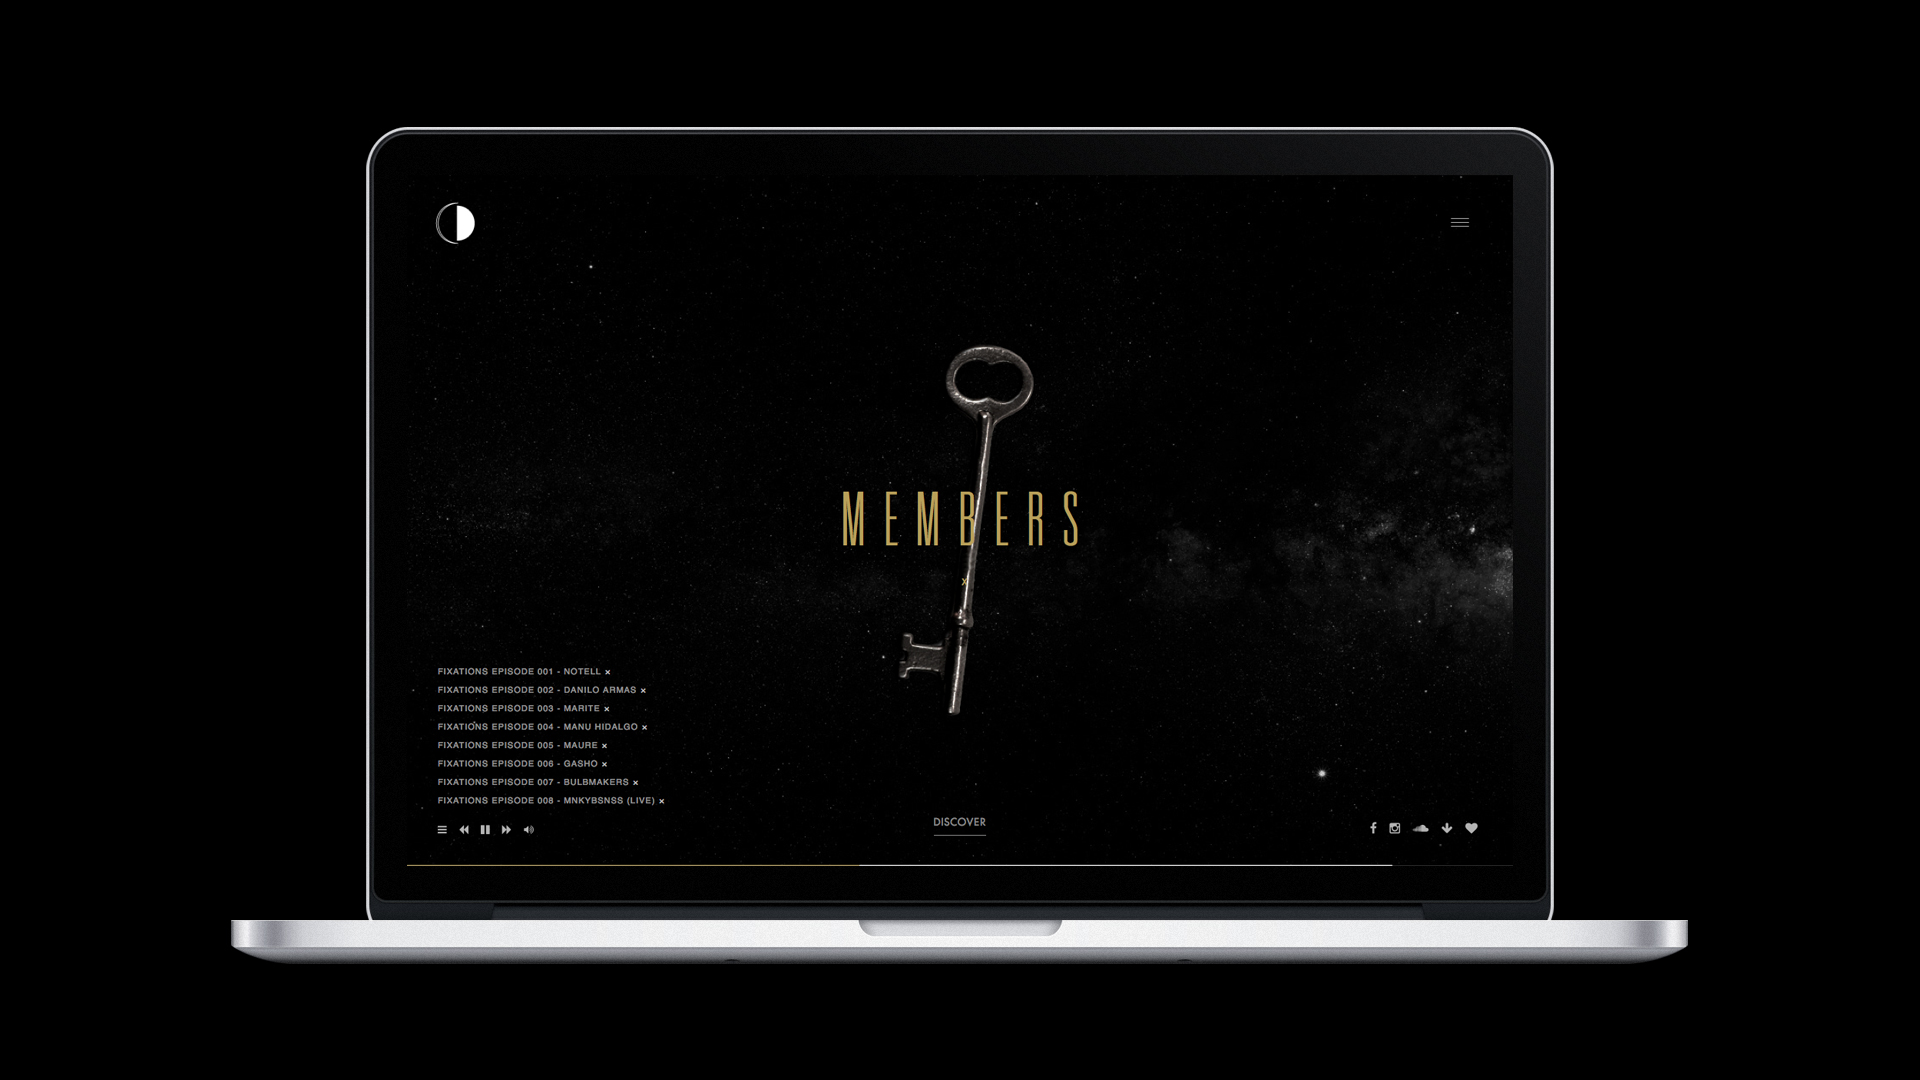 MEMBERS
x
FIXATIONS EPISODE 001 - NOTELL ×
FIXATIONS EPISODE 002 - DANILO ARMAS ×
FIXATIONS EPISODE 003 - MARITE ×
FIXATIONS EPISODE 004 - MANU HIDALGO ×
FIXATIONS EPISODE 005 - MAURE ×
FIXATIONS EPISODE 006 - GASHO ×
FIXATIONS EPISODE 007 - BULBMAKERS ×
FIXATIONS EPISODE 008 - MNKYBSNSS (LIVE) ×
DISCOVER